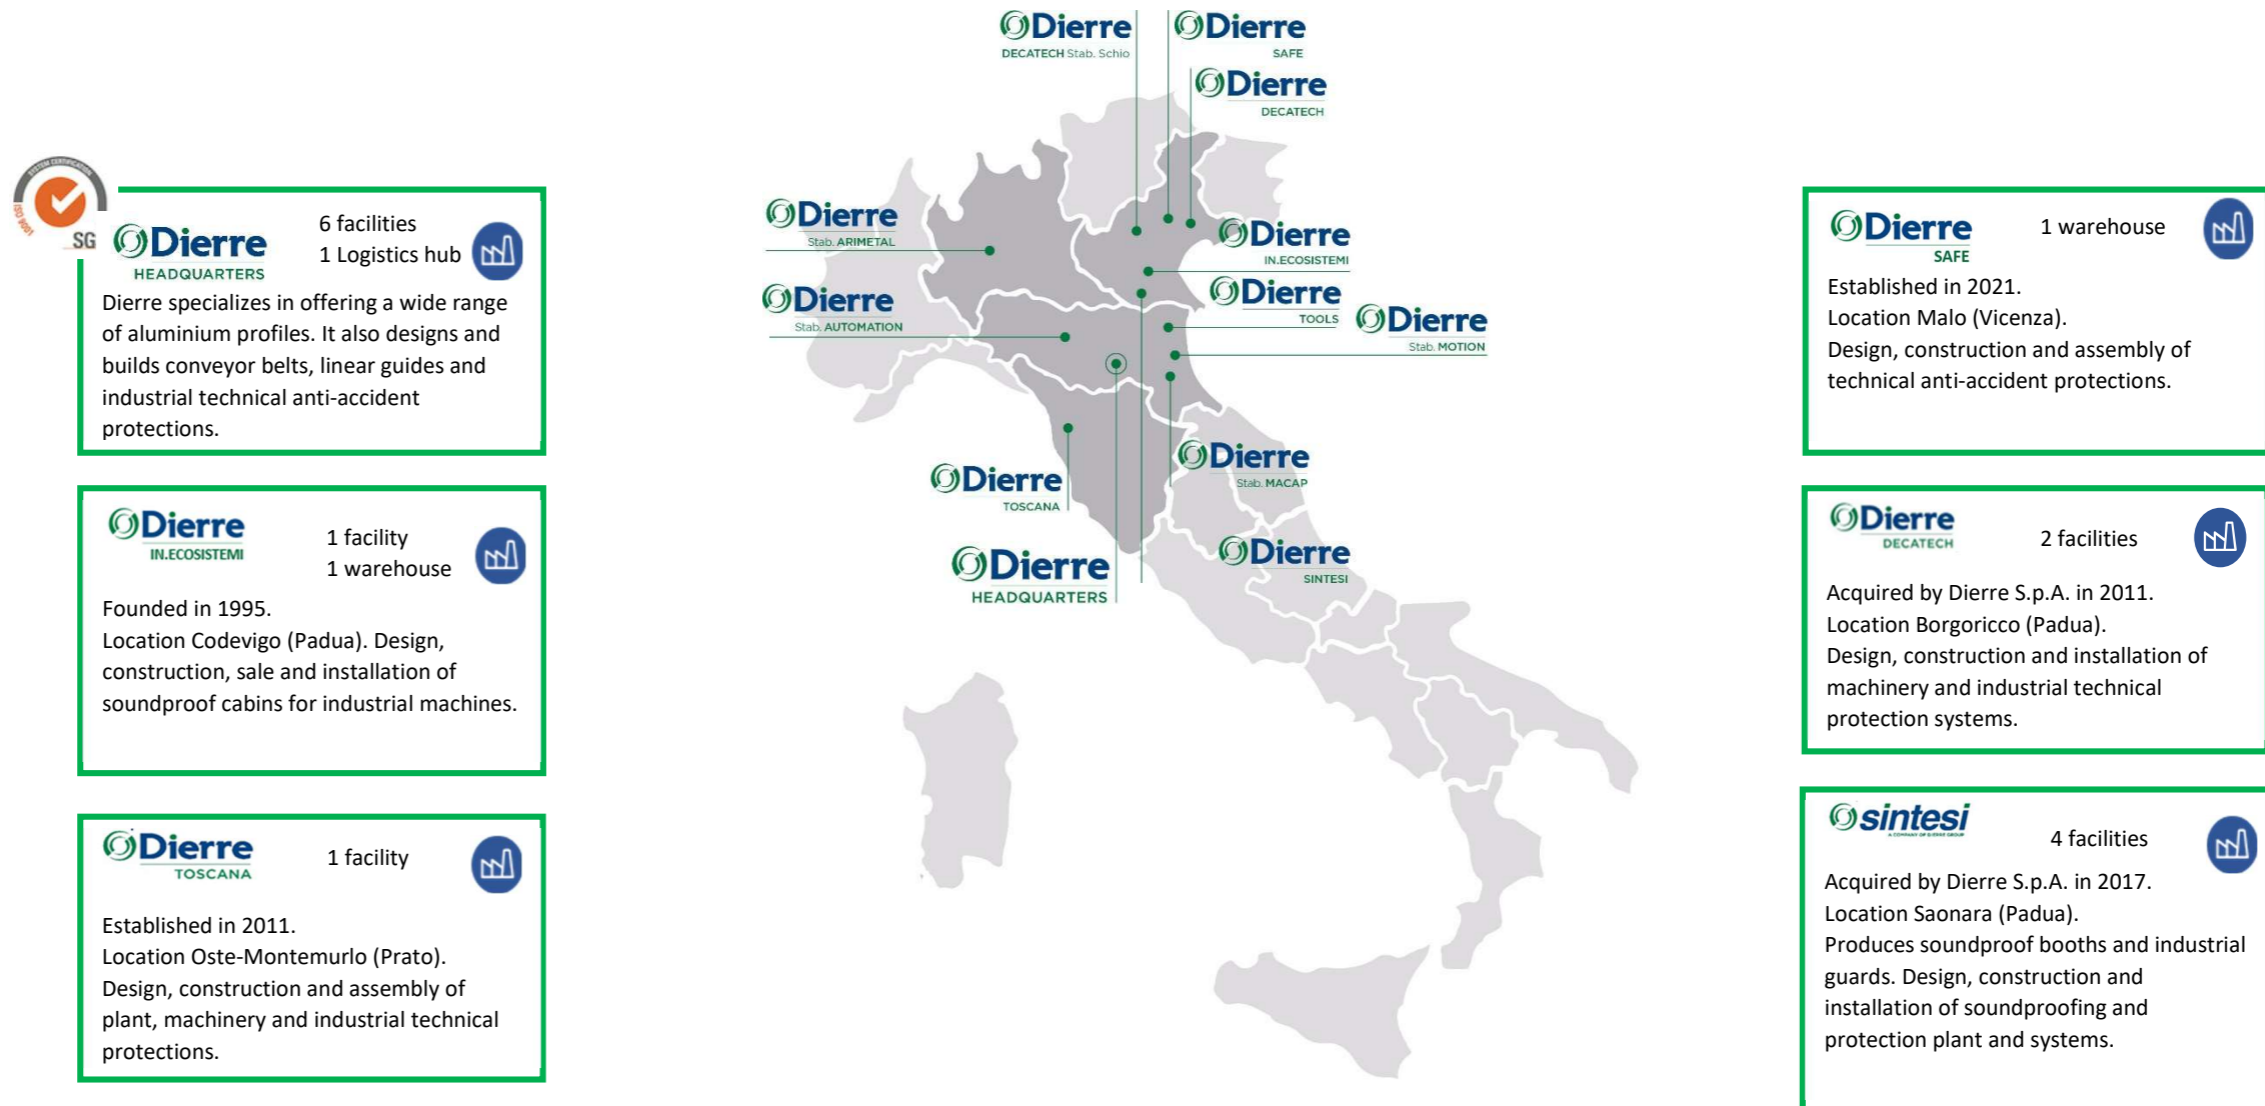 SYSTEM CERTIFICATION
ISO 9001
SG
Dierre
HEADQUARTERS
6 facilities
1 Logistics hub
Dierre specializes in offering a wide range
of aluminium profiles. It also designs and
builds conveyor belts, linear guides and
industrial technical anti-accident
protections.
Dierre
IN.ECOSISTEMI
1 facility
1 warehouse
Founded in 1995.
Location Codevigo (Padua). Design,
construction, sale and installation of
soundproof cabins for industrial machines.
Dierre
TOSCANA
1 facility
Established in 2011.
Location Oste-Montemurlo (Prato).
Design, construction and assembly of
plant, machinery and industrial technical
protections.
Dierre
DECATECH Stab. Schio
Dierre
SAFE
Dierre
DECATECH
Dierre
Stab. ARIMETAL
Dierre
IN.ECOSISTEMI
Dierre
Stab. AUTOMATION
Dierre
TOOLS
Dierre
Stab. MOTION
Dierre
Stab. MACAP
Dierre
TOSCANA
Dierre
SINTESI
Dierre
HEADQUARTERS
Dierre
SAFE
1 warehouse
Established in 2021.
Location Malo (Vicenza).
Design, construction and assembly of
technical anti-accident protections.
Dierre
DECATECH
2 facilities
Acquired by Dierre S.p.A. in 2011.
Location Borgoricco (Padua).
Design, construction and installation of
machinery and industrial technical
protection systems.
sintesi
A COMPANY OF DIERRE GROUP
4 facilities
Acquired by Dierre S.p.A. in 2017.
Location Saonara (Padua).
Produces soundproof booths and industrial
guards. Design, construction and
installation of soundproofing and
protection plant and systems.